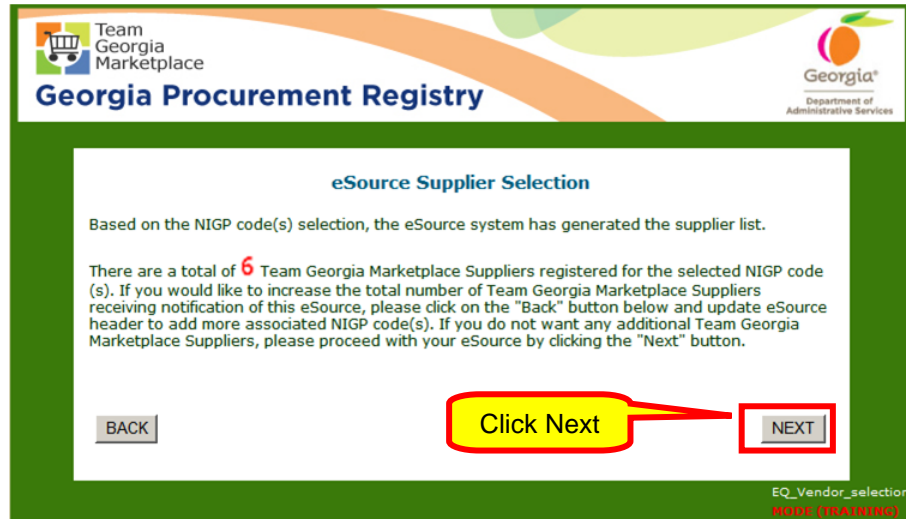 Team
Georgia
Marketplace
Georgia Procurement Registry
Georgia®
Department of
Administrative Services
eSource Supplier Selection
Based on the NIGP code(s) selection, the eSource system has generated the supplier list.
There are a total of 6 Team Georgia Marketplace Suppliers registered for the selected NIGP code
(s). If you would like to increase the total number of Team Georgia Marketplace Suppliers
receiving notification of this eSource, please click on the "Back" button below and update eSource
header to add more associated NIGP code(s). If you do not want any additional Team Georgia
Marketplace Suppliers, please proceed with your eSource by clicking the "Next" button.
BACK
Click Next
NEXT
EQ_Vendor_selection
MODE (TRAINING)